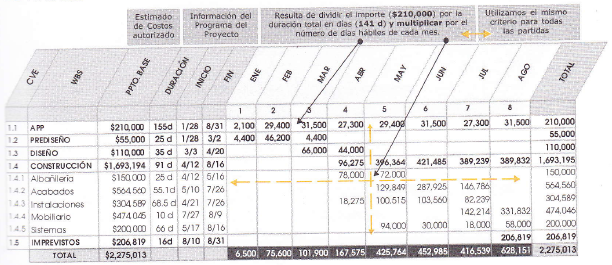 Estimado de Costos autorizado
Información del Programa del Proyecto
Resulta de dividir el importe ($210,000) por la duración total en días (141 d) y multiplicar por el número de días hábiles de cada mes.
Utilizamos el mismo criterio para todas las partidas
CVE WBS PPTO. BASE DURACIÓN INICIO FIN ENE FEB MAR ABR MAY JUN JUL AGO TOTAL
1 2 3 4 5 6 7 8
1.1 APP $210,000 155d 1/28 8/31 2,100 29,400 31,500 27,300 29,400 31,500 27,300 31,500 210,000
1.2 PREDISEÑO $55,000 25 d 1/28 3/2 4,400 46,200 4,400 55,000
1.3 DISEÑO $110,000 35 d 3/3 4/20 66,000 44,000 110,000
1.4 CONSTRUCCIÓN $1,693,194 91 d 4/12 8/16 96,275 396,364 421,485 389,239 389,832 1,693,195
1.4.1 Albañilería $150,000 25 d 4/12 5/16 78,000 72,000 150,000
1.4.2 Acabados $564,560 55.1d 5/10 7/26 129,849 287,925 146,786 564,560
1.4.3 Instalaciones $304,589 68.5 d 4/21 7/26 18,275 100,515 103,560 82,239 304,589
1.4.4 Mobiliario $474,045 10 d 7/27 8/9 142,214 331,832 474,046
1.4.5 Sistemas $200,000 66 d 5/17 8/16 94,000 30,000 18,000 58,000 200,000
1.5 IMPREVISTOS $206,819 16d 8/10 8/31 206,819 206,819
TOTAL $2,275,013 6,500 75,600 101,900 167,575 425,764 452,985 416,539 628,151 2,275,013